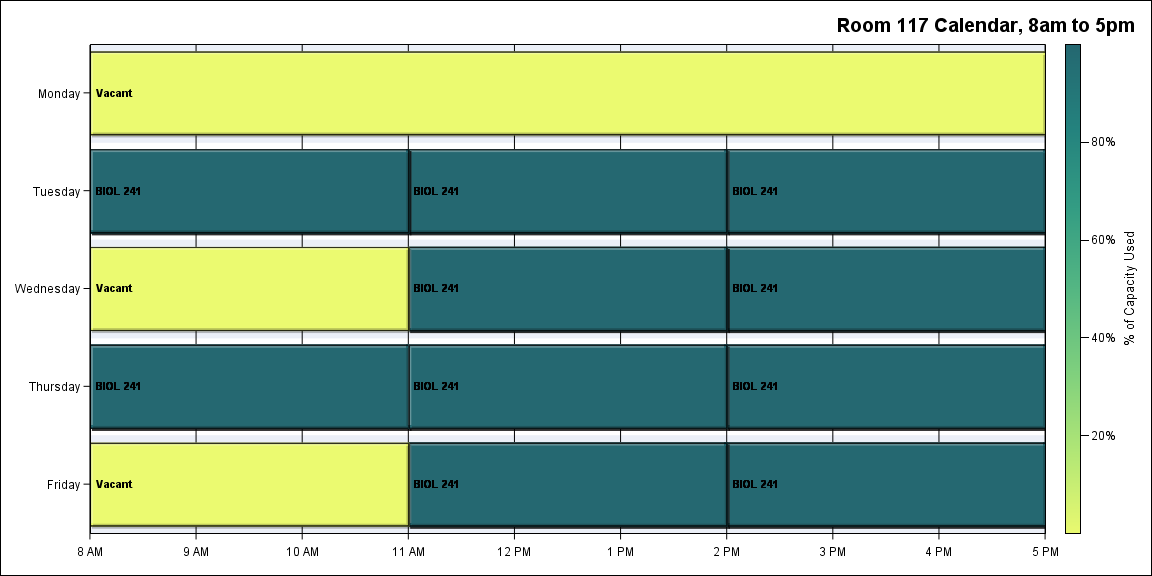 Room 117 Calendar, 8am to 5pm
Monday
Vacant
Tuesday
BIOL 241
BIOL 241
BIOL 241
Wednesday
Vacant
BIOL 241
BIOL 241
Thursday
BIOL 241
BIOL 241
BIOL 241
Friday
Vacant
BIOL 241
BIOL 241
8 AM
9 AM
10 AM
11 AM
12 PM
1 PM
2 PM
3 PM
4 PM
5 PM
80%
60%
40%
20%
% of Capacity Used